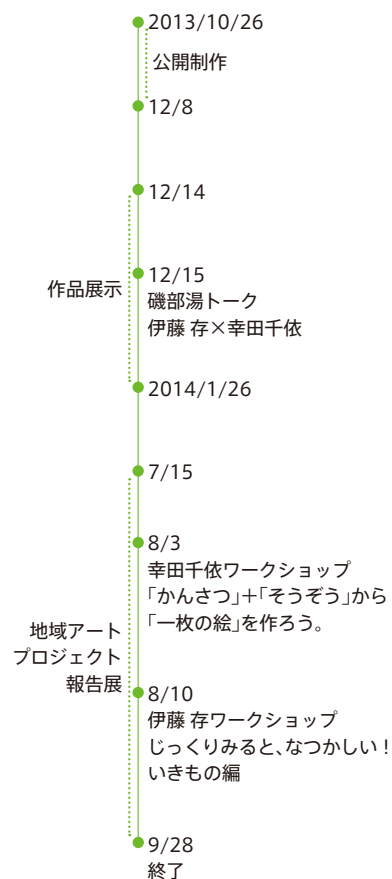 2013/10/26
公開制作
12/8
12/14
作品展示
12/15
磯部湯トーク
伊藤 存×幸田千依
2014/1/26
7/15
地域アート
プロジェクト
報告展
8/3
幸田千依ワークショップ
「かんさつ」+「そうぞう」から
「一枚の絵」を作ろう。
8/10
伊藤 存ワークショップ
じっくりみると、なつかしい!
いきもの編
9/28
終了